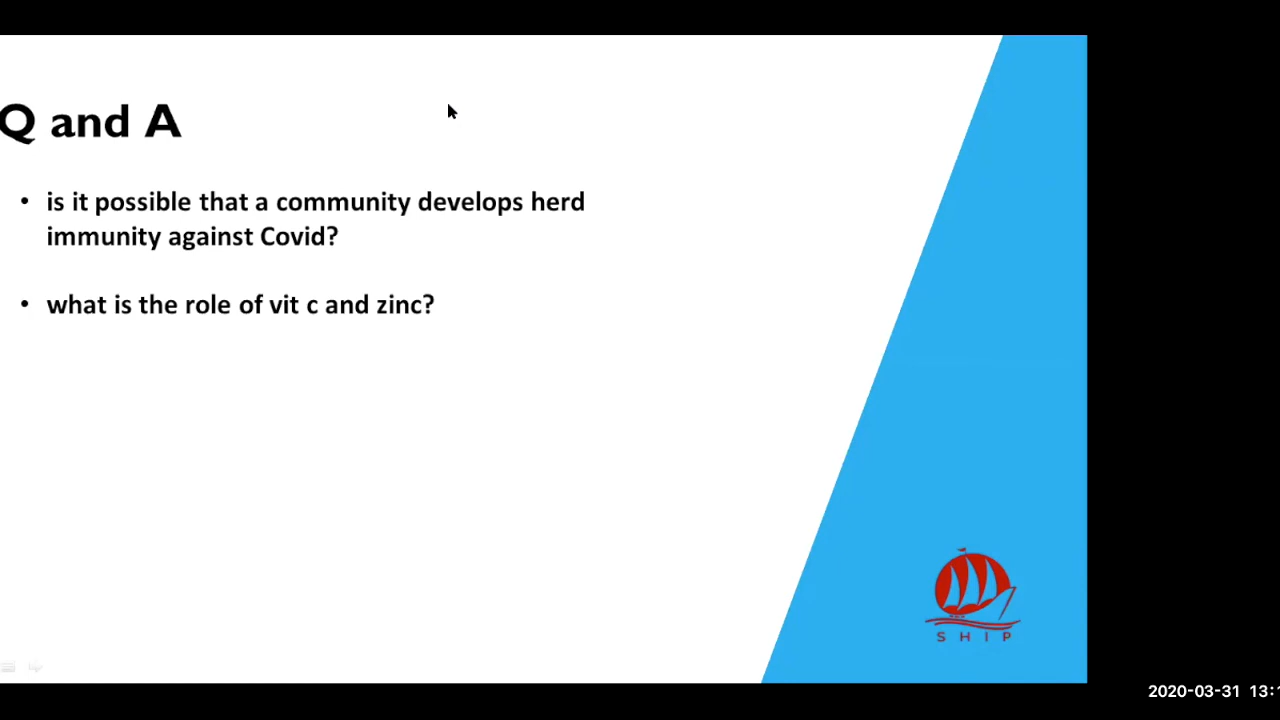 Q and A
• is it possible that a community develops herd
immunity against Covid?
• what is the role of vit c and zinc?
SHIP
2020-03-31 13: